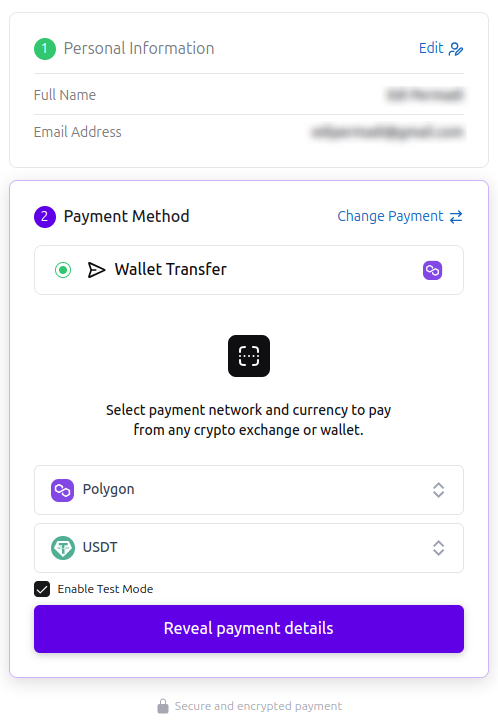 1 Personal Information
Edit
Full Name
Email Address
2 Payment Method
Change Payment
Wallet Transfer
Select payment network and currency to pay
from any crypto exchange or wallet.
Polygon
USDT
Enable Test Mode
Reveal payment details
Secure and encrypted payment